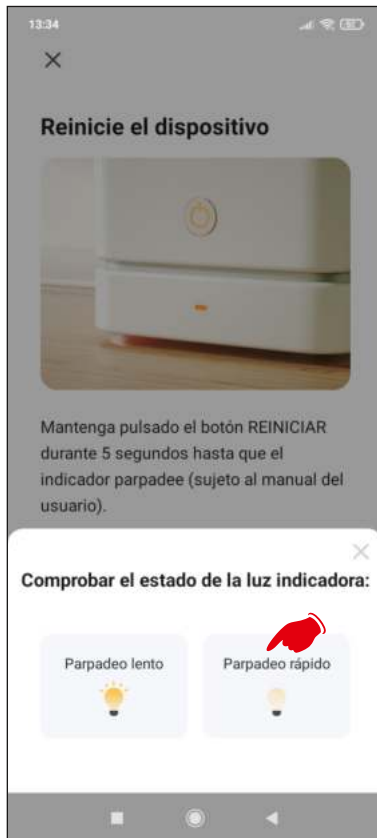 13:34
Reinicie el dispositivo
Mantenga pulsado el botón REINICIAR
durante 5 segundos hasta que el
indicador parpadee (sujeto al manual del
usuario).
Comprobar el estado de la luz indicadora:
Parpadeo lento
Parpadeo rápido